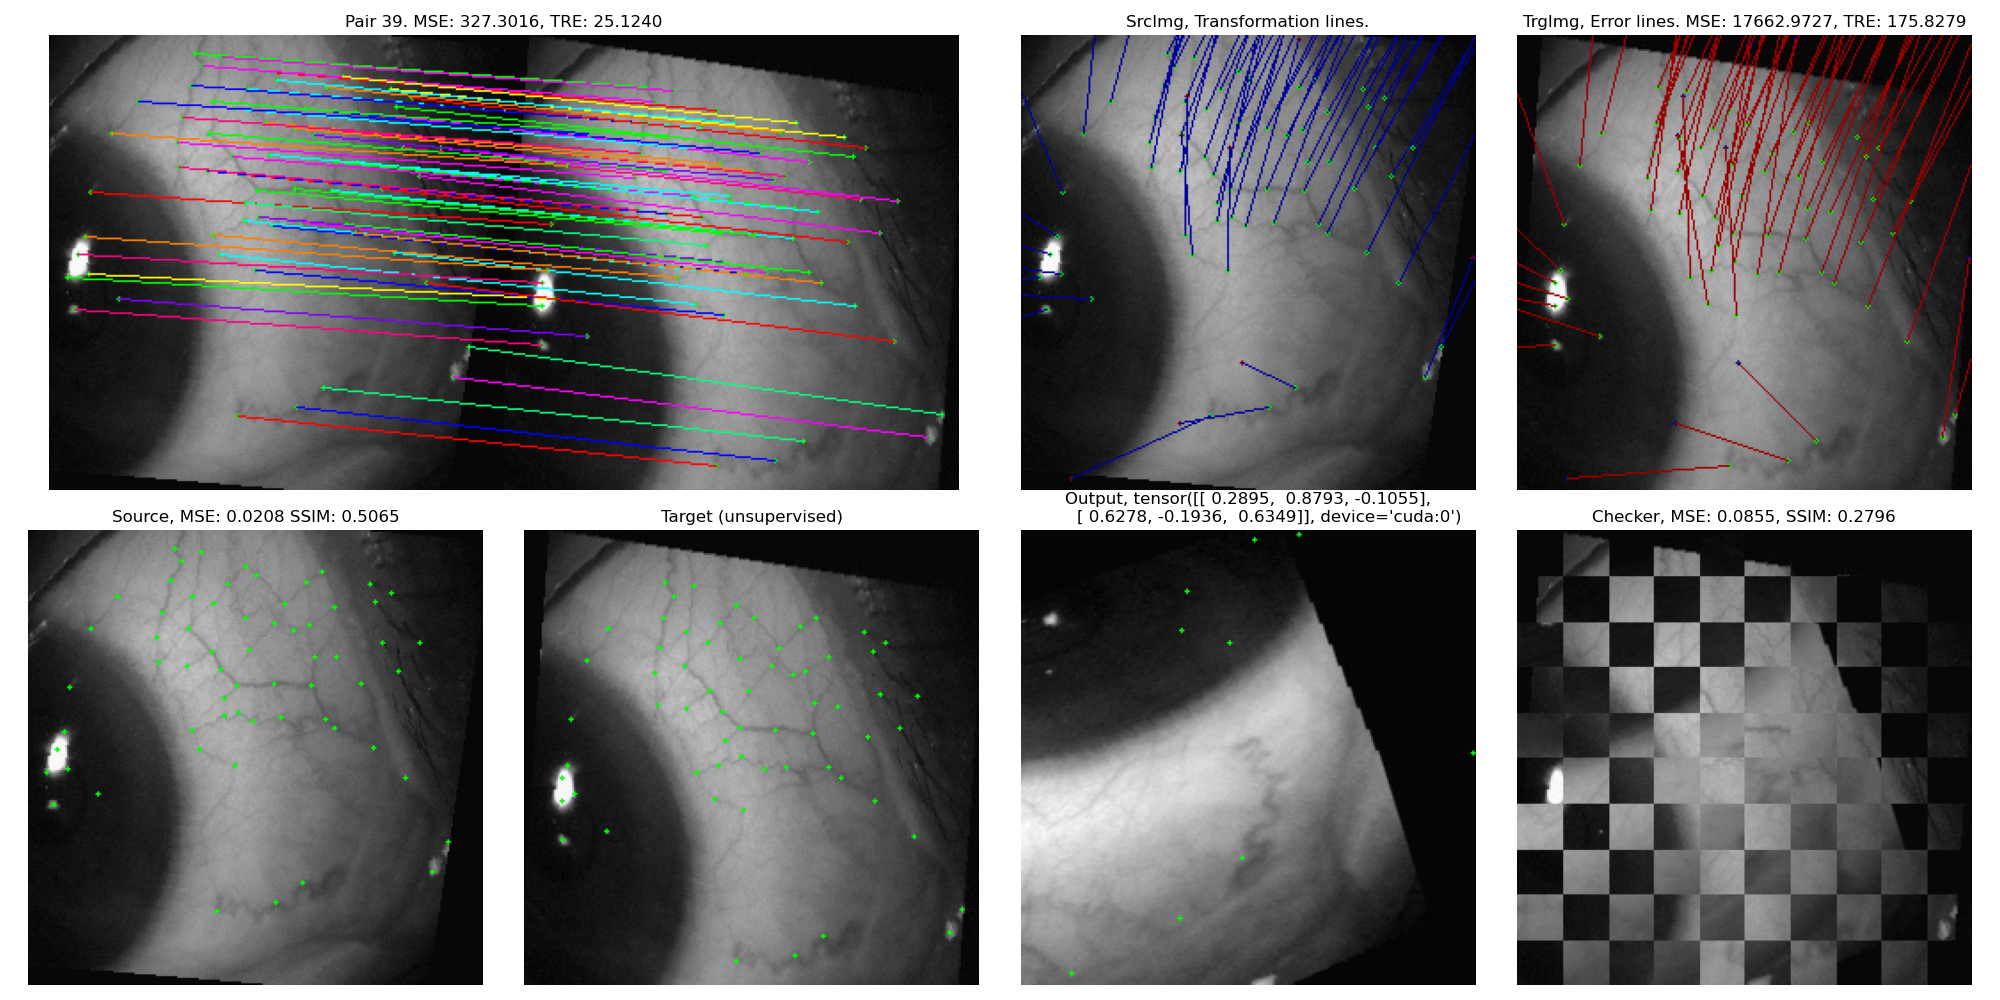 Pair 39. MSE: 327.3016, TRE: 25.1240
SrcImg, Transformation lines.
TrgImg, Error lines. MSE: 17662.9727, TRE: 175.8279
Source, MSE: 0.0208 SSIM: 0.5065
Target (unsupervised)
Output, tensor([[ 0.2895, 0.8793, -0.1055],
[ 0.6278, -0.1936, 0.6349]], device='cuda:0')
Checker, MSE: 0.0855, SSIM: 0.2796